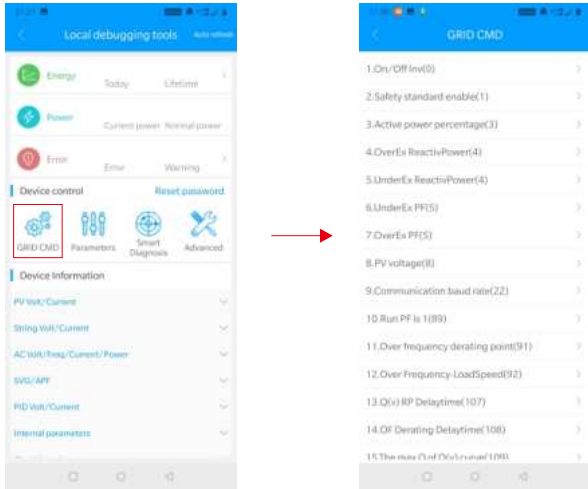 Local debugging tools Auto refresh
Energy
Today Lifetime
Power
Current power Normal power
Error
Error Warning
Device control Reset password
GRID CMD Parameters Smart Diagnosis Advanced
Device Information
PV Volt/Current
String Volt/Current
AC Volt/Freq/Current/Power
SVG/APF
PID Volt/Current
Internal parameters
GRID CMD
1.On/Off Inv(0)
2.Safety standard enable(1)
3.Active power percentage(3)
4.OverEx ReactivPower(4)
5.UnderEx ReactivPower(4)
6.UnderEx PF(5)
7.OverEx PF(5)
8.PV voltage(8)
9.Communication baud rate(22)
10.Run PF is 1(89)
11.Over frequency derating point(91)
12.Over Frequency-LoadSpeed(92)
13.Q(v) RP Delaytime(107)
14.OF Derating Delaytime(108)
15.The max Q of Q(v) curve(109)